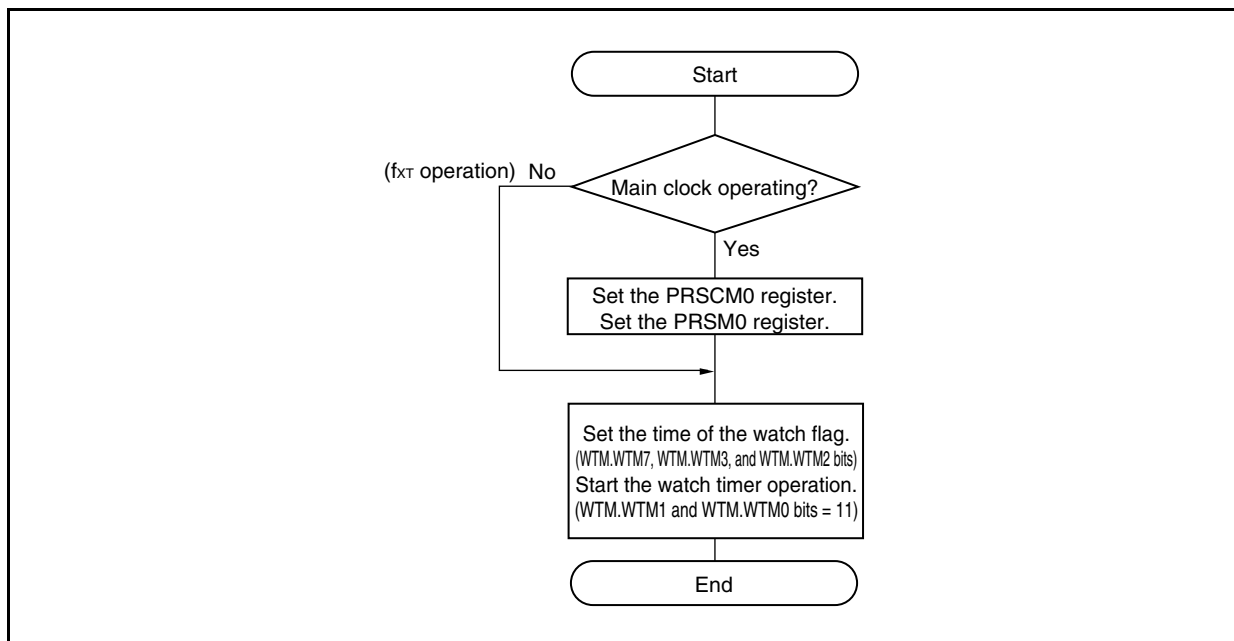 Start
Main clock operating?
(fXT operation) No
Yes
Set the PRSCM0 register.
Set the PRSM0 register.
Set the time of the watch flag.
(WTM.WTM7, WTM.WTM3, and WTM.WTM2 bits)
Start the watch timer operation.
(WTM.WTM1 and WTM.WTM0 bits = 11)
End